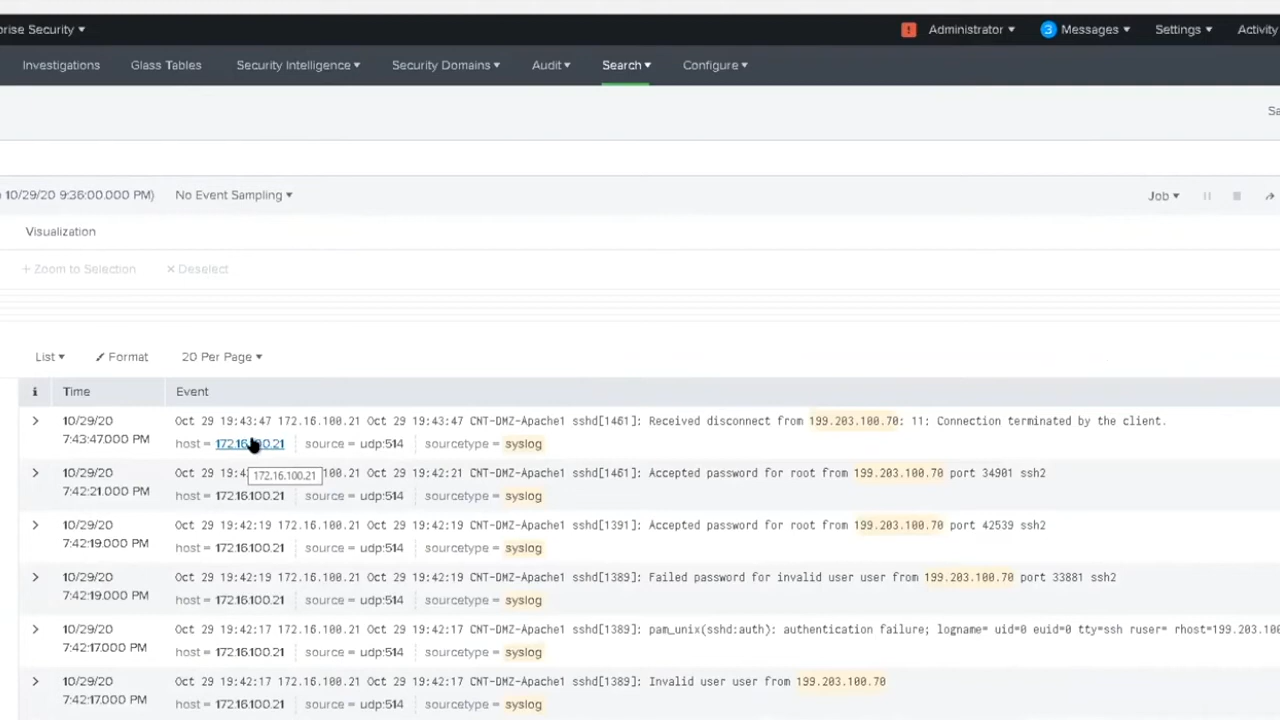 prise Security
Administrator
3 Messages
Settings
Activity
Investigations
Glass Tables
Security Intelligence
Security Domains
Audit
Search
Configure
Sa
10/29/20 9:36:00.000 PM)
No Event Sampling
Job
Visualization
+ Zoom to Selection
× Deselect
List
Format
20 Per Page
i Time Event
10/29/20 Oct 29 19:43:47 172.16.100.21 Oct 29 19:43:47 CNT-DMZ-Apache1 sshd[1461]: Received disconnect from 199.203.100.70: 11: Connection terminated by the client.
7:43:47.000 PM host = 172.16.100.21 source = udp:514 sourcetype = syslog
172.16.100.21
10/29/20 Oct 29 19:4 100.21 Oct 29 19:42:21 CNT-DMZ-Apache1 sshd[1461]: Accepted password for root from 199.203.100.70 port 34901 ssh2
7:42:21.000 PM host = 172.16.100.21 source = udp:514 sourcetype = syslog
10/29/20 Oct 29 19:42:19 172.16.100.21 Oct 29 19:42:19 CNT-DMZ-Apache1 sshd[1391]: Accepted password for root from 199.203.100.70 port 42539 ssh2
7:42:19.000 PM host = 172.16.100.21 source = udp:514 sourcetype = syslog
10/29/20 Oct 29 19:42:19 172.16.100.21 Oct 29 19:42:19 CNT-DMZ-Apache1 sshd[1389]: Failed password for invalid user user from 199.203.100.70 port 33881 ssh2
7:42:19.000 PM host = 172.16.100.21 source = udp:514 sourcetype = syslog
10/29/20 Oct 29 19:42:17 172.16.100.21 Oct 29 19:42:17 CNT-DMZ-Apache1 sshd[1389]: pam_unix(sshd:auth): authentication failure; logname= uid=0 euid=0 tty=ssh ruser= rhost=199.203.100
7:42:17.000 PM host = 172.16.100.21 source = udp:514 sourcetype = syslog
10/29/20 Oct 29 19:42:17 172.16.100.21 Oct 29 19:42:17 CNT-DMZ-Apache1 sshd[1389]: Invalid user user from 199.203.100.70
7:42:17.000 PM host = 172.16.100.21 source = udp:514 sourcetype = syslog